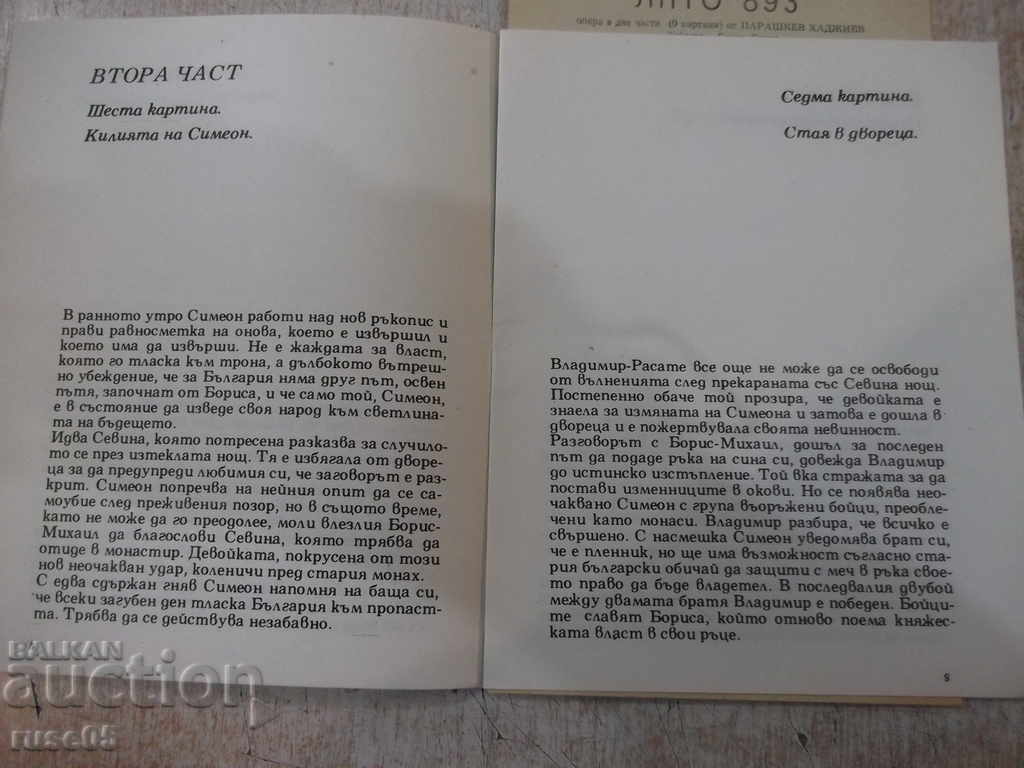 ЛЯТО 893
опера в две части (9 картини) от ПАРАШКЕВ ХАДЖИЕВ
ВТОРА ЧАСТ
Шеста картина.
Килията на Симеон.
В ранното утро Симеон работи над нов ръкопис и
прави равносметка на онова, което е извършил и
което има да извърши. Не е жаждата за власт,
която го тласка към трона, а дълбокото вътреш-
но убеждение, че за България няма друг път, освен
пътя, започнат от Бориса, и че само той, Симеон,
е в състояние да изведе своя народ към светлина-
та на бъдещето.
Идва Севина, която потресена разказва за случило-
то се през изтеклата нощ. Тя е избягала от дворе-
ца за да предупреди любимия си, че заговорът е раз-
крит. Симеон попречва на нейния опит да се са-
моубие след преживения позор, но в същото време,
като не може да го преодолее, моли влезлия Борис-
Михаил да благослови Севина, която трябва да
отиде в монастир. Девойката, покрусена от този
нов неочакван удар, коленичи пред стария монах.
С едва сдържан гняв Симеон напомня на баща си,
че всеки загубен ден тласка България към пропаст-
та. Трябва да се действува незабавно.
Седма картина.
Стая в двореца.
Владимир-Расате все още не може да се освободи
от вълненията след прекараната със Севина нощ.
Постепенно обаче той прозира, че девойката е
знаела за измяната на Симеона и затова е дошла в
двореца и е пожертвувала своята невинност.
Разговорът с Борис-Михаил, дошъл за последен
път да подаде ръка на сина си, довежда Владимир
до истинско изстъпление. Той вка стражата за да
постави изменниците в окови. Но се появява нео-
чаквано Симеон с група въоръжени бойци, преобле-
чени като монаси. Владимир разбира, че всичко е
свършено. С насмешка Симеон уведомява брат си,
че е пленник, но ще има възможност съгласно ста-
рия български обичай да защити с меч в ръка свое-
то право да бъде владетел. В последвалия двубой
между двамата братя Владимир е победен. Бойци-
те славят Бориса, който отново поема княжес-
ката власт в свои ръце.
BALKAN
auction
ruse05